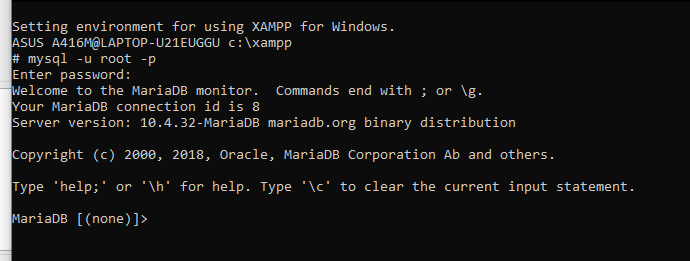 Setting environment for using XAMPP for Windows.
ASUS A416M@LAPTOP-U21EUGGU c:\xampp
# mysql -u root -p
Enter password:
Welcome to the MariaDB monitor.  Commands end with ; or \g.
Your MariaDB connection id is 8
Server version: 10.4.32-MariaDB mariadb.org binary distribution
Copyright (c) 2000, 2018, Oracle, MariaDB Corporation Ab and others.
Type 'help;' or '\h' for help. Type '\c' to clear the current input statement.
MariaDB [(none)]>